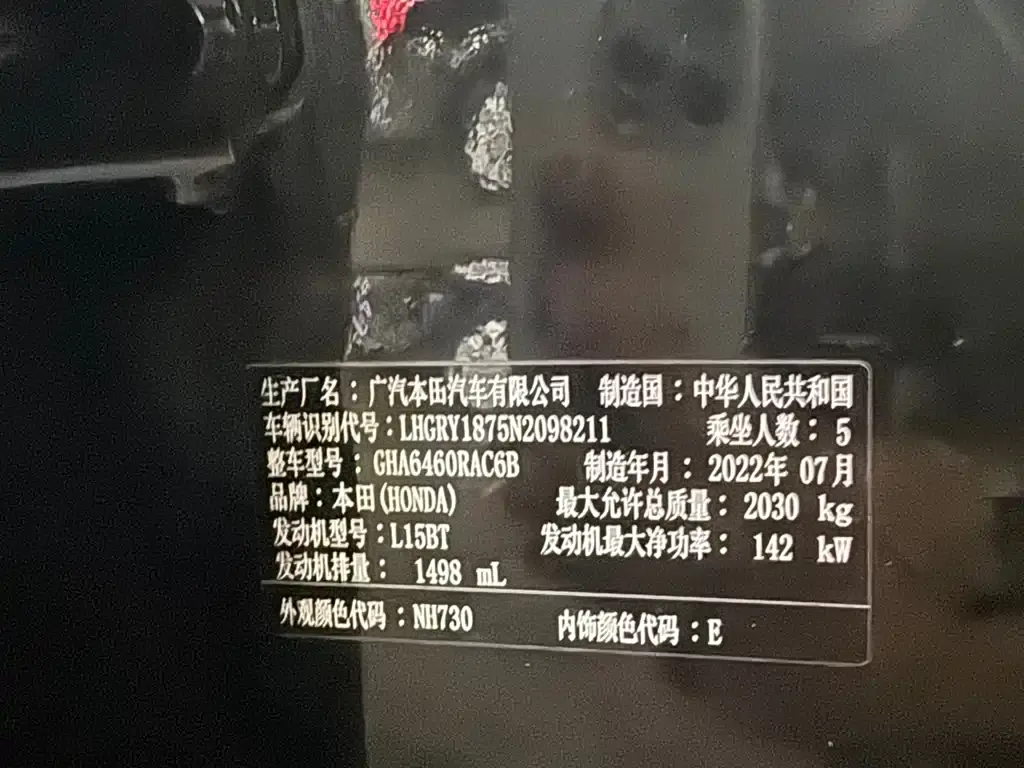 生产厂名：广汽本田汽车有限公司 制造国：中华人民共和国
车辆识别代号：LHGRY1875N2098211 乘坐人数：5
整车型号：GHA6460RAC6B 制造年月：2022年07月
品牌：本田(HONDA) 最大允许总质量：2030 kg
发动机型号：L15BT 发动机最大净功率：142 kW
发动机排量：1498 mL
外观颜色代码：NH730 内饰颜色代码：E